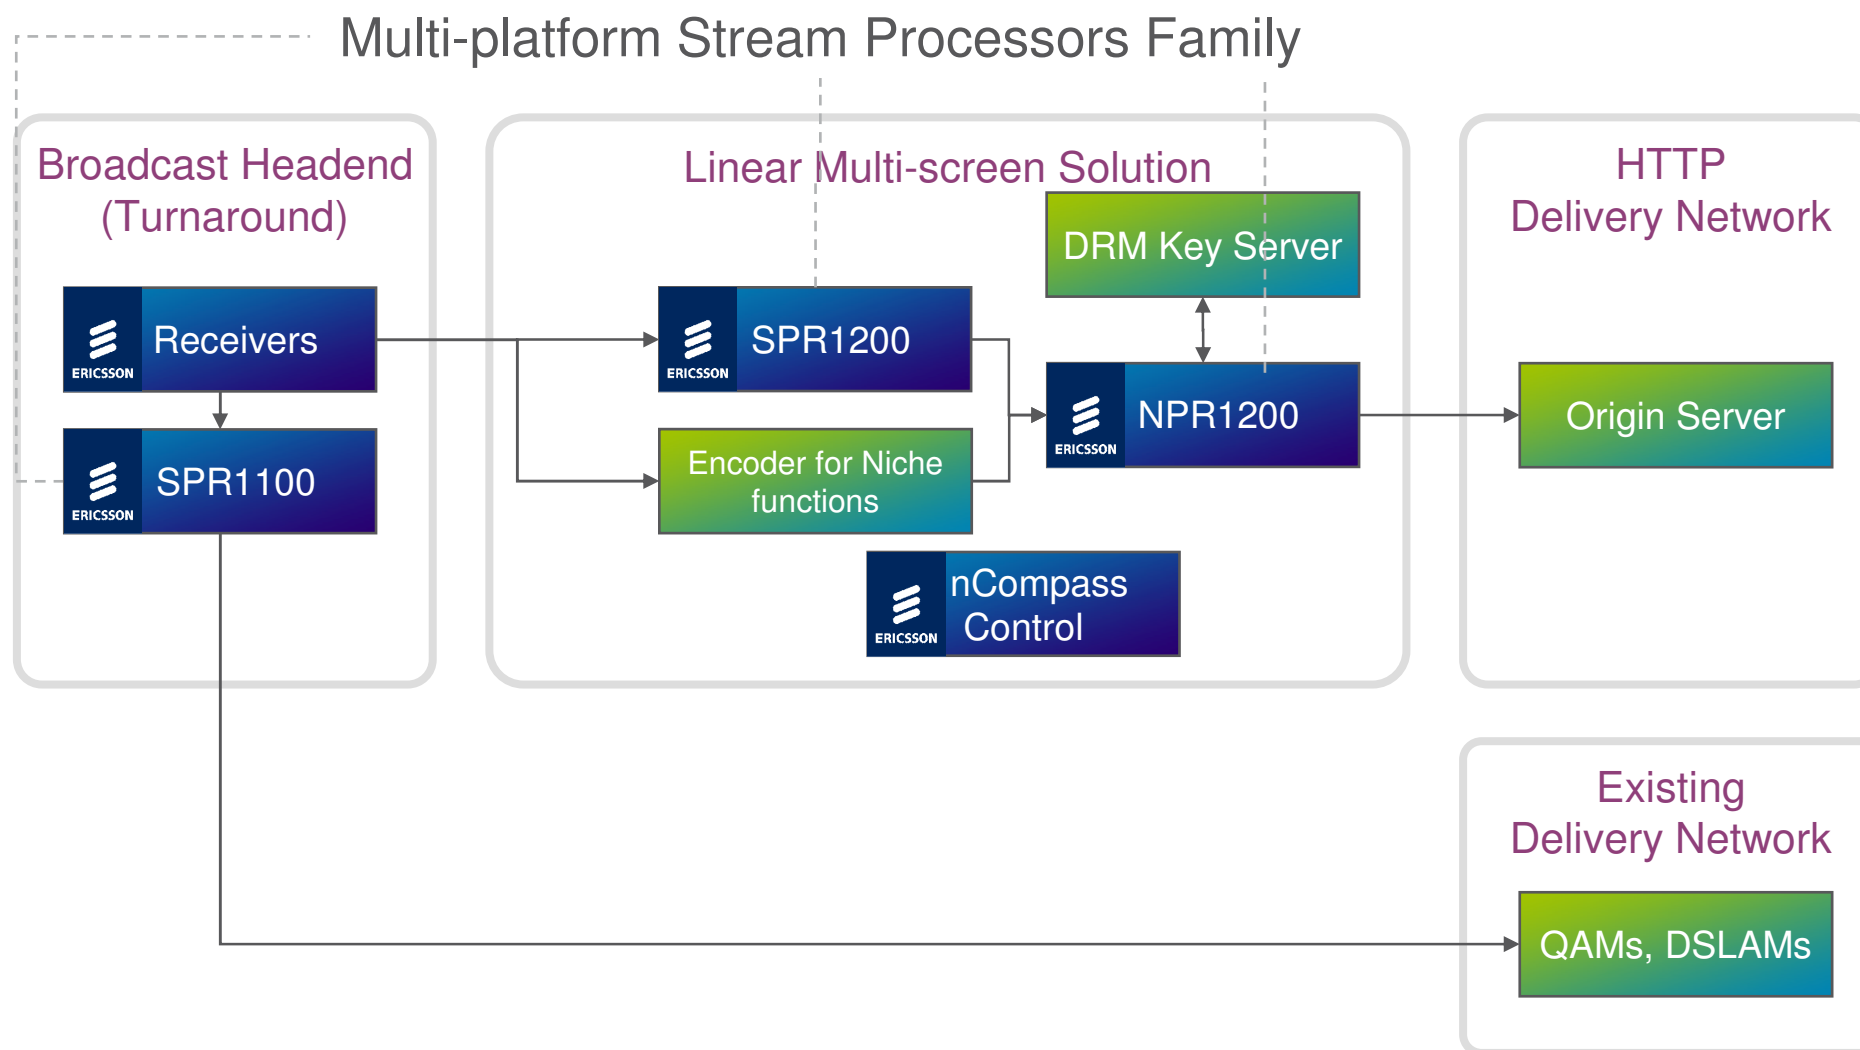 Multi-platform Stream Processors Family
Broadcast Headend
(Turnaround)
Receivers
ERICSSON
SPR1100
ERICSSON
Linear Multi-screen Solution
DRM Key Server
SPR1200
ERICSSON
NPR1200
ERICSSON
Encoder for Niche
functions
nCompass
Control
ERICSSON
HTTP
Delivery Network
Origin Server
Existing
Delivery Network
QAMs, DSLAMs